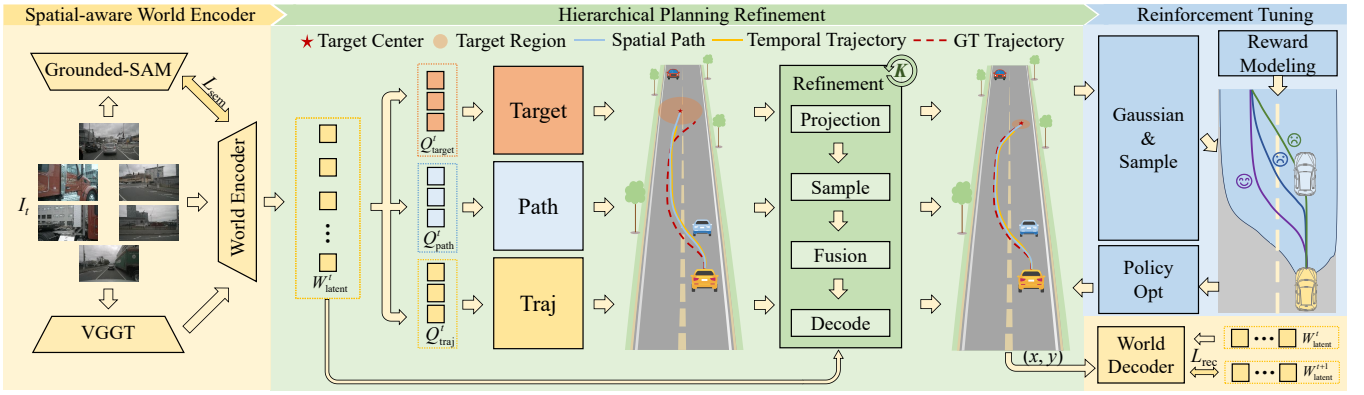 Spatial-aware World Encoder
Hierarchical Planning Refinement
Reinforcement Tuning
Target Center
Target Region
Spatial Path
Temporal Trajectory
GT Trajectory
Grounded-SAM
L_sem
I_t
World Encoder
VGGT
W^t_latent
Q^t_target
Q^t_path
Q^t_traj
Target
Path
Traj
Refinement
K
Projection
Sample
Fusion
Decode
(x, y)
Gaussian
&
Sample
Reward
Modeling
Policy
Opt
World
Decoder
L_rec
W^t_latent
W^t+1_latent